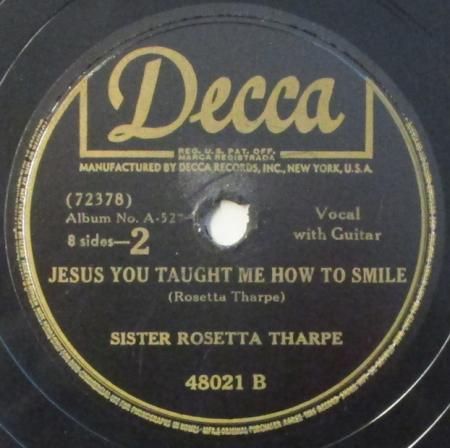 Decca
REG. U.S. PAT. OFF.
MARCA REGISTRADA
MANUFACTURED BY DECCA RECORDS, INC., NEW YORK, U.S.A.
(72378)
Album No. A-527
8 sides—2
Vocal
with Guitar
JESUS YOU TAUGHT ME HOW TO SMILE
(Rosetta Tharpe)
SISTER ROSETTA THARPE
48021 B